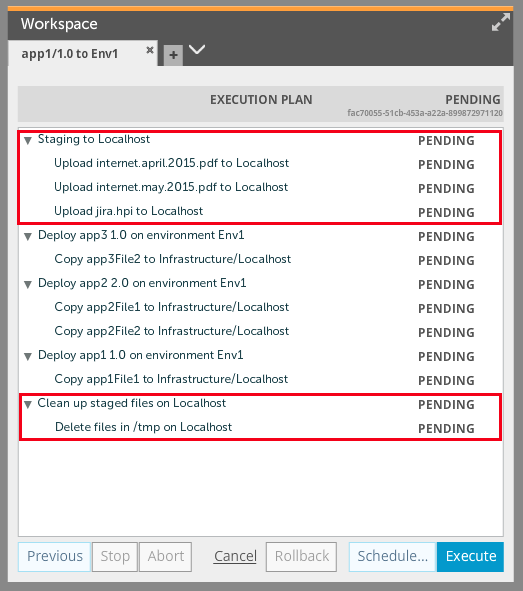 Workspace
app1/1.0 to Env1
EXECUTION PLAN PENDING
fac70055-51cb-453a-a22a-899872971120
Staging to Localhost PENDING
Upload internet.april.2015.pdf to Localhost PENDING
Upload internet.may.2015.pdf to Localhost PENDING
Upload jira.hpi to Localhost PENDING
Deploy app3 1.0 on environment Env1 PENDING
Copy app3File2 to Infrastructure/Localhost PENDING
Deploy app2 2.0 on environment Env1 PENDING
Copy app2File1 to Infrastructure/Localhost PENDING
Copy app2File2 to Infrastructure/Localhost PENDING
Deploy app1 1.0 on environment Env1 PENDING
Copy app1File1 to Infrastructure/Localhost PENDING
Clean up staged files on Localhost PENDING
Delete files in /tmp on Localhost PENDING
Previous Stop Abort Cancel Rollback Schedule... Execute